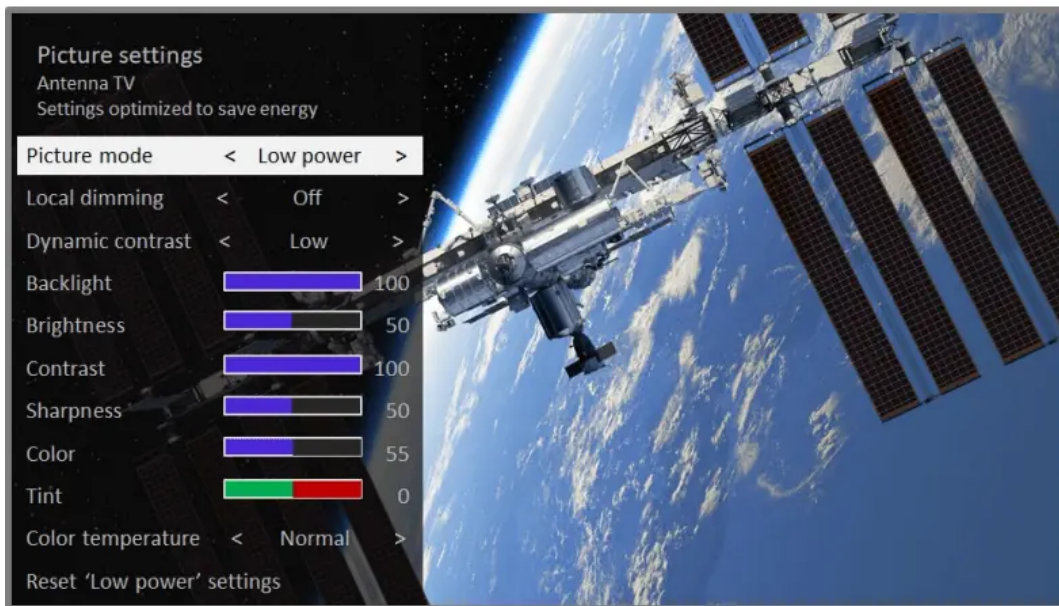 Picture settings
Antenna TV
Settings optimized to save energy
Picture mode < Low power >
Local dimming < Off >
Dynamic contrast < Low >
Backlight 100
Brightness 50
Contrast 100
Sharpness 50
Color 55
Tint 0
Color temperature < Normal >
Reset ‘Low power’ settings